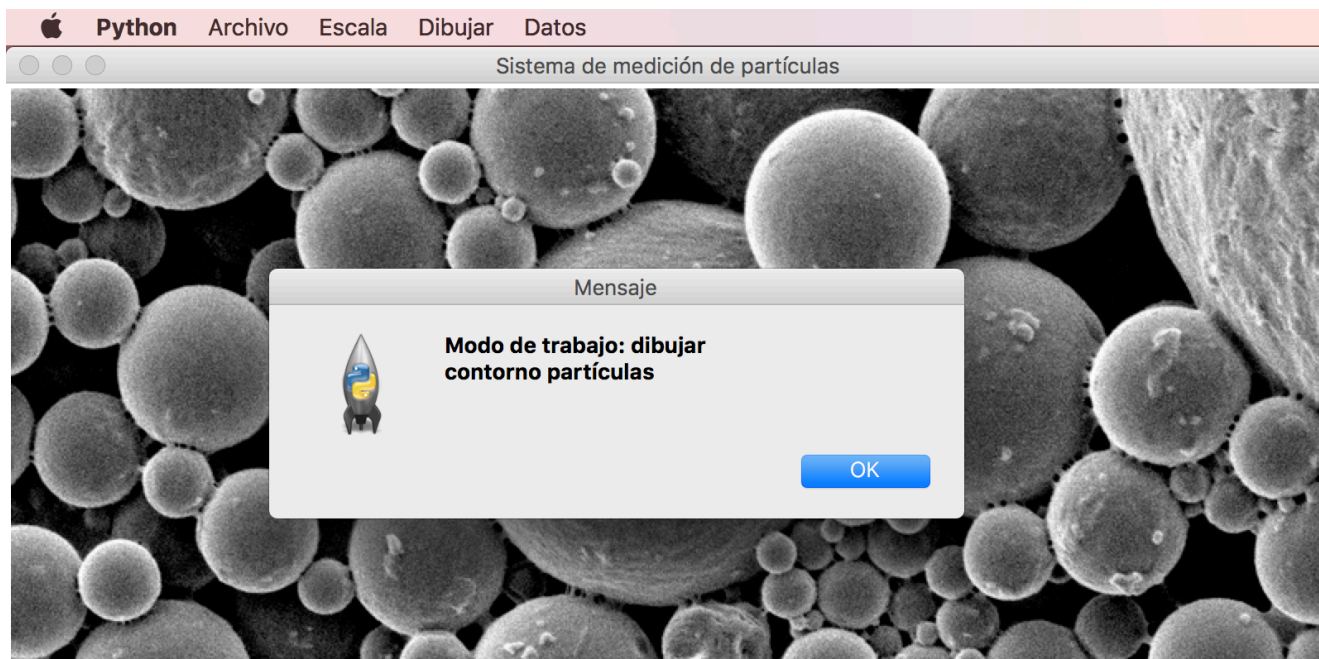 Python Archivo Escala Dibujar Datos
Sistema de medición de partículas
Mensaje
Modo de trabajo: dibujar
contorno partículas
OK